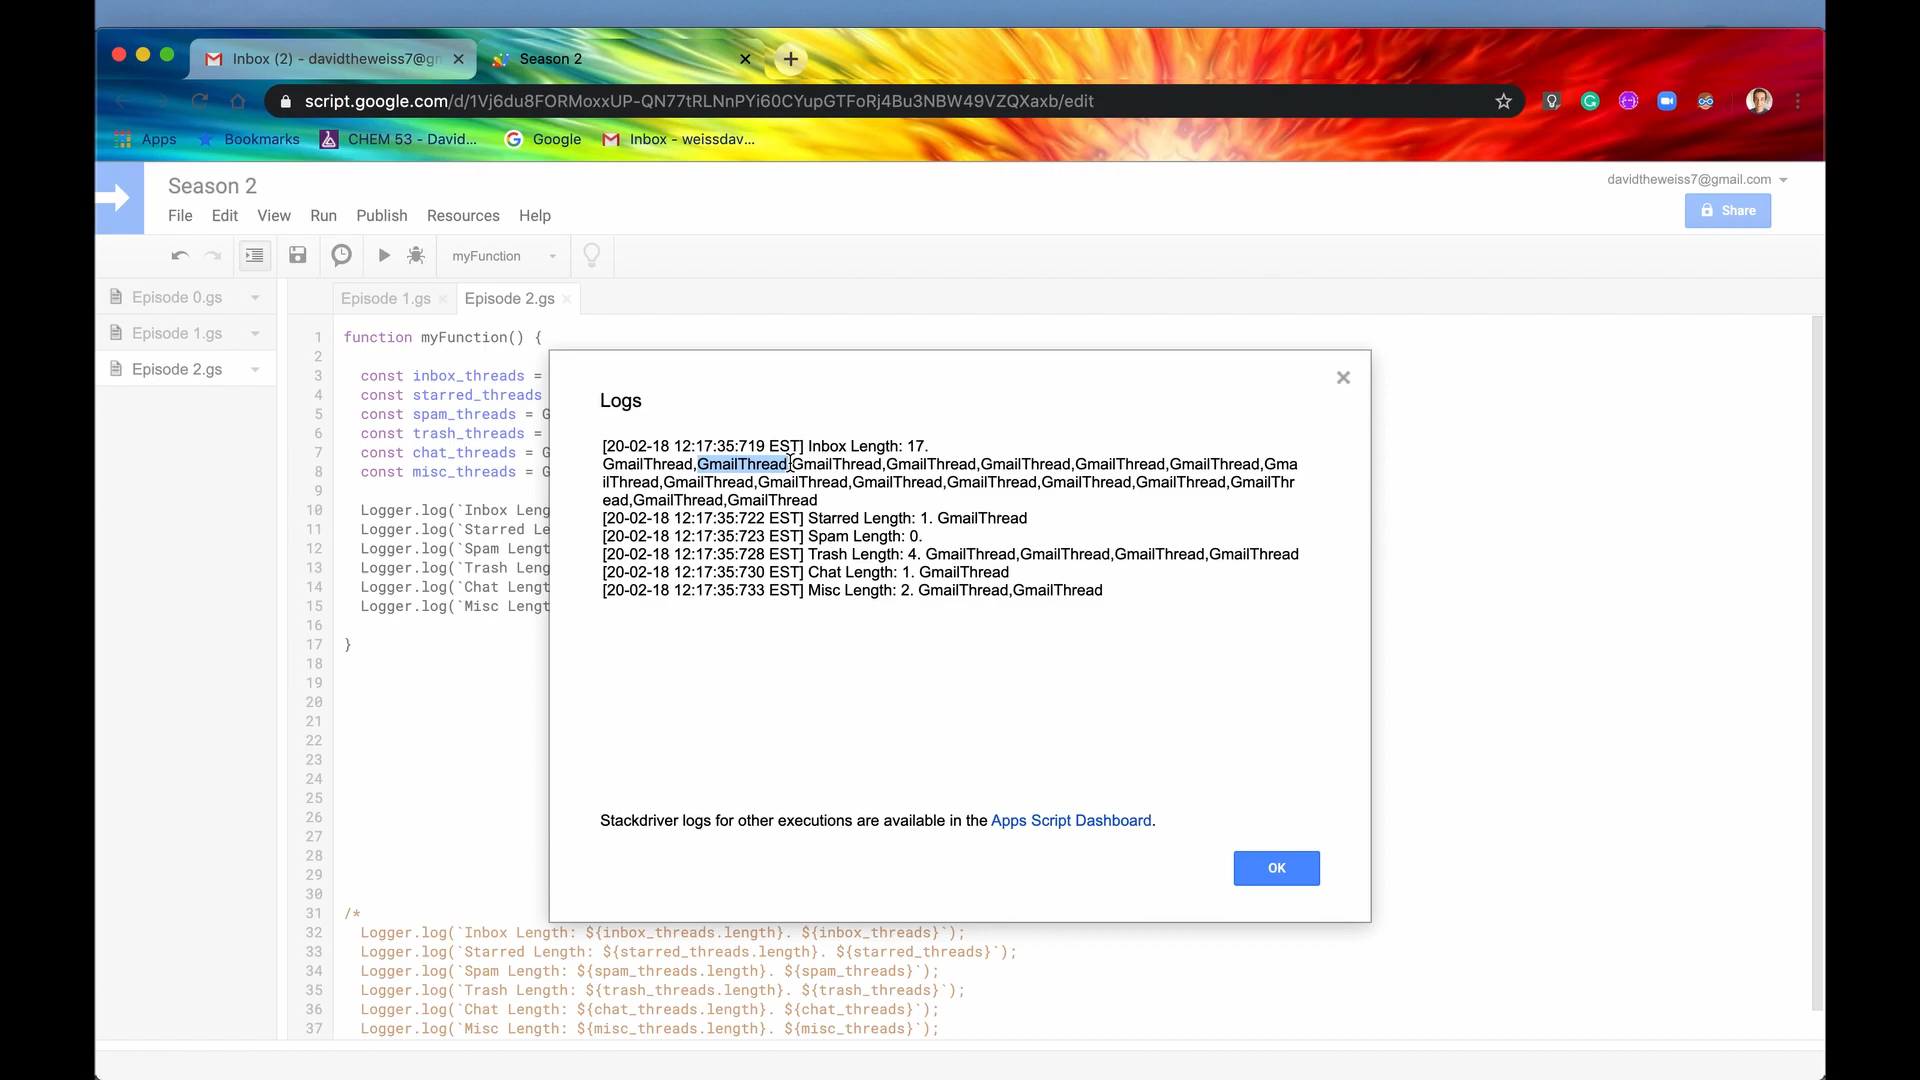 Inbox (2) - davidtheweiss7@gm
Season 2
script.google.com/d/1Vj6du8FORMoxxUP-QN77tRLNnPYi60CYupGTFoRj4Bu3NBW49VZQXaxb/edit
Apps
Bookmarks
CHEM 53 - David...
Google
Inbox - weissdav...
Season 2
davidtheweiss7@gmail.com
File Edit View Run Publish Resources Help
Share
myFunction
Episode 0.gs
Episode 1.gs
Episode 2.gs
Episode 1.gs
Episode 2.gs
1 function myFunction() {
2
3 const inbox_threads =
4 const starred_threads
5 const spam_threads = G
6 const trash_threads =
7 const chat_threads = G
8 const misc_threads = G
9
10 Logger.log(`Inbox Leng
11 Logger.log(`Starred Le
12 Logger.log(`Spam Lengt
13 Logger.log(`Trash Leng
14 Logger.log(`Chat Lengt
15 Logger.log(`Misc Lengt
16
17 }
18
19
20
21
22
23
24
25
26
27
28
29
30
31 /*
32 Logger.log(`Inbox Length: ${inbox_threads.length}. ${inbox_threads}`);
33 Logger.log(`Starred Length: ${starred_threads.length}. ${starred_threads}`);
34 Logger.log(`Spam Length: ${spam_threads.length}. ${spam_threads}`);
35 Logger.log(`Trash Length: ${trash_threads.length}. ${trash_threads}`);
36 Logger.log(`Chat Length: ${chat_threads.length}. ${chat_threads}`);
37 Logger.log(`Misc Length: ${misc_threads.length}. ${misc_threads}`);
Logs
[20-02-18 12:17:35:719 EST] Inbox Length: 17.
GmailThread,GmailThread,GmailThread,GmailThread,GmailThread,GmailThread,GmailThread,Gma
ilThread,GmailThread,GmailThread,GmailThread,GmailThread,GmailThread,GmailThread,GmailThr
ead,GmailThread,GmailThread
[20-02-18 12:17:35:722 EST] Starred Length: 1. GmailThread
[20-02-18 12:17:35:723 EST] Spam Length: 0.
[20-02-18 12:17:35:728 EST] Trash Length: 4. GmailThread,GmailThread,GmailThread,GmailThread
[20-02-18 12:17:35:730 EST] Chat Length: 1. GmailThread
[20-02-18 12:17:35:733 EST] Misc Length: 2. GmailThread,GmailThread
Stackdriver logs for other executions are available in the Apps Script Dashboard.
OK